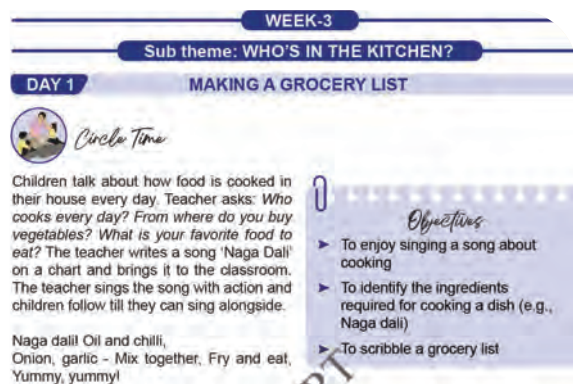 WEEK-3
Sub theme: WHO'S IN THE KITCHEN?
DAY 1
MAKING A GROCERY LIST
Circle Time
Children talk about how food is cooked in
their house every day. Teacher asks: Who
cooks every day? From where do you buy
vegetables? What is your favorite food to
eat? The teacher writes a song 'Naga Dali'
on a chart and brings it to the classroom.
The teacher sings the song with action and
children follow till they can sing alongside.
Naga dali! Oil and chilli,
Onion, garlic - Mix together, Fry and eat,
Yummy, yummy!
Objectives
➤ To enjoy singing a song about
cooking
➤ To identify the ingredients
required for cooking a dish (e.g.,
Naga dali)
➤ To scribble a grocery list